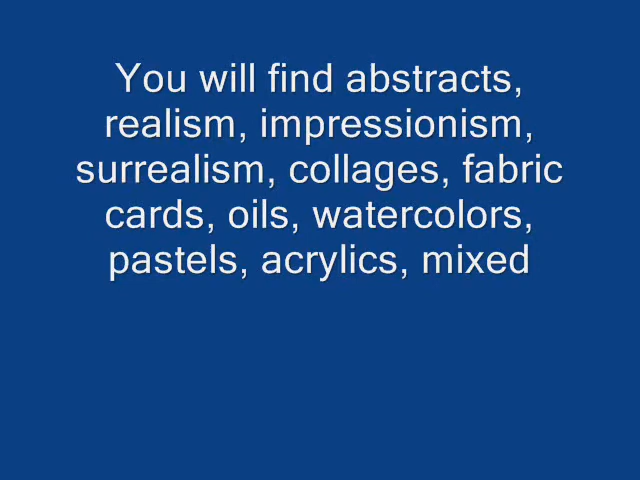 You will find abstracts,
realism, impressionism,
surrealism, collages, fabric
cards, oils, watercolors,
pastels, acrylics, mixed